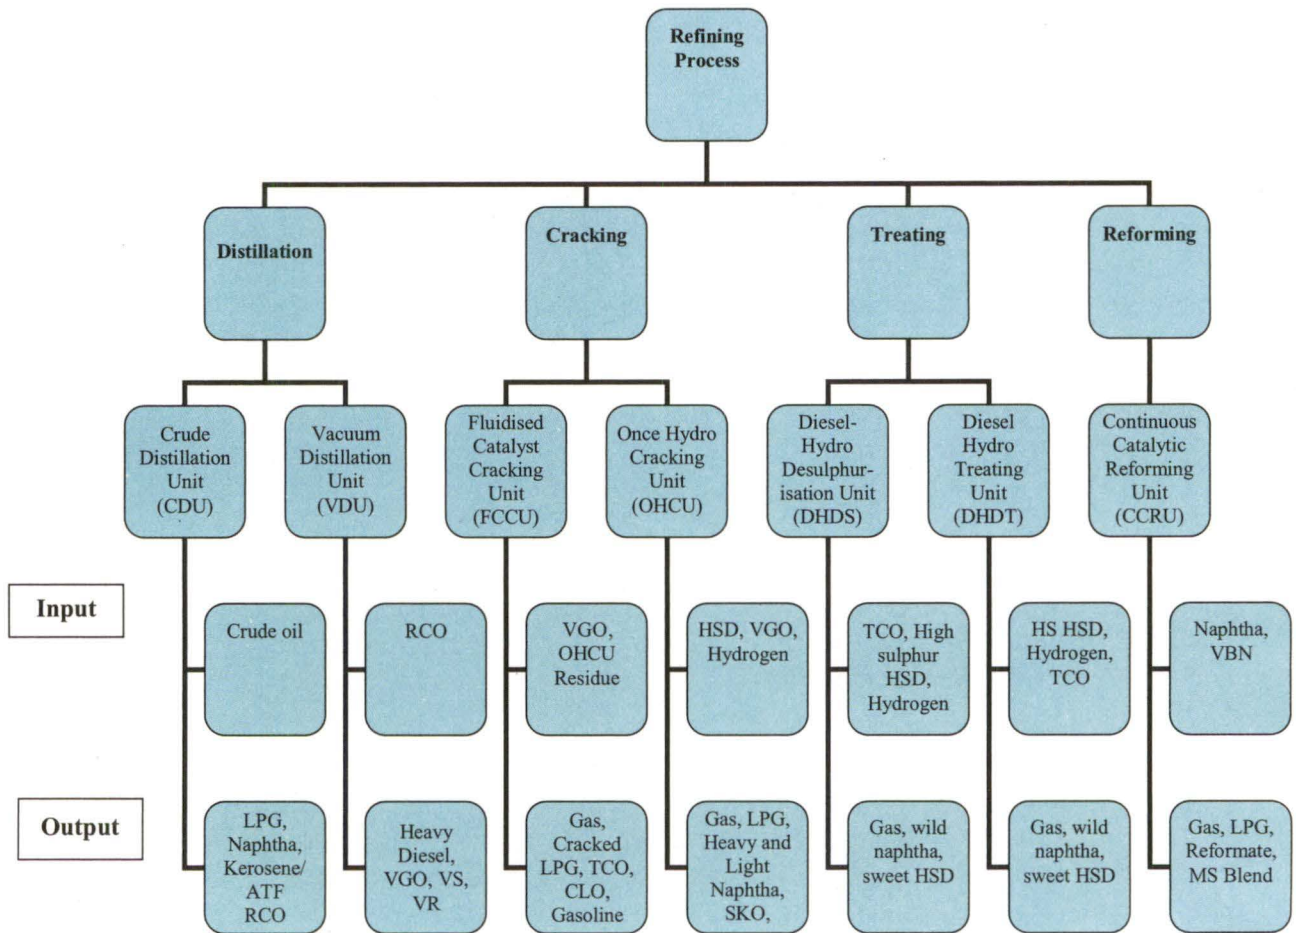 Refining
Process
Distillation
Cracking
Treating
Reforming
Crude
Distillation
Unit
(CDU)
Vacuum
Distillation
Unit
(VDU)
Fluidised
Catalyst
Cracking
Unit
(FCCU)
Once Hydro
Cracking
Unit
(OHCU)
Diesel-
Hydro
Desulphur-
isation Unit
(DHDS)
Diesel
Hydro
Treating
Unit
(DHDT)
Continuous
Catalytic
Reforming
Unit
(CCRU)
Input
Crude oil
RCO
VGO,
OHCU
Residue
HSD, VGO,
Hydrogen
TCO, High
sulphur
HSD,
Hydrogen
HS HSD,
Hydrogen,
TCO
Naphtha,
VBN
Output
LPG,
Naphtha,
Kerosene/
ATF
RCO
Heavy
Diesel,
VGO, VS,
VR
Gas,
Cracked
LPG, TCO,
CLO,
Gasoline
Gas, LPG,
Heavy and
Light
Naphtha,
SKO,
Gas, wild
naphtha,
sweet HSD
Gas, wild
naphtha,
sweet HSD
Gas, LPG,
Reformate,
MS Blend